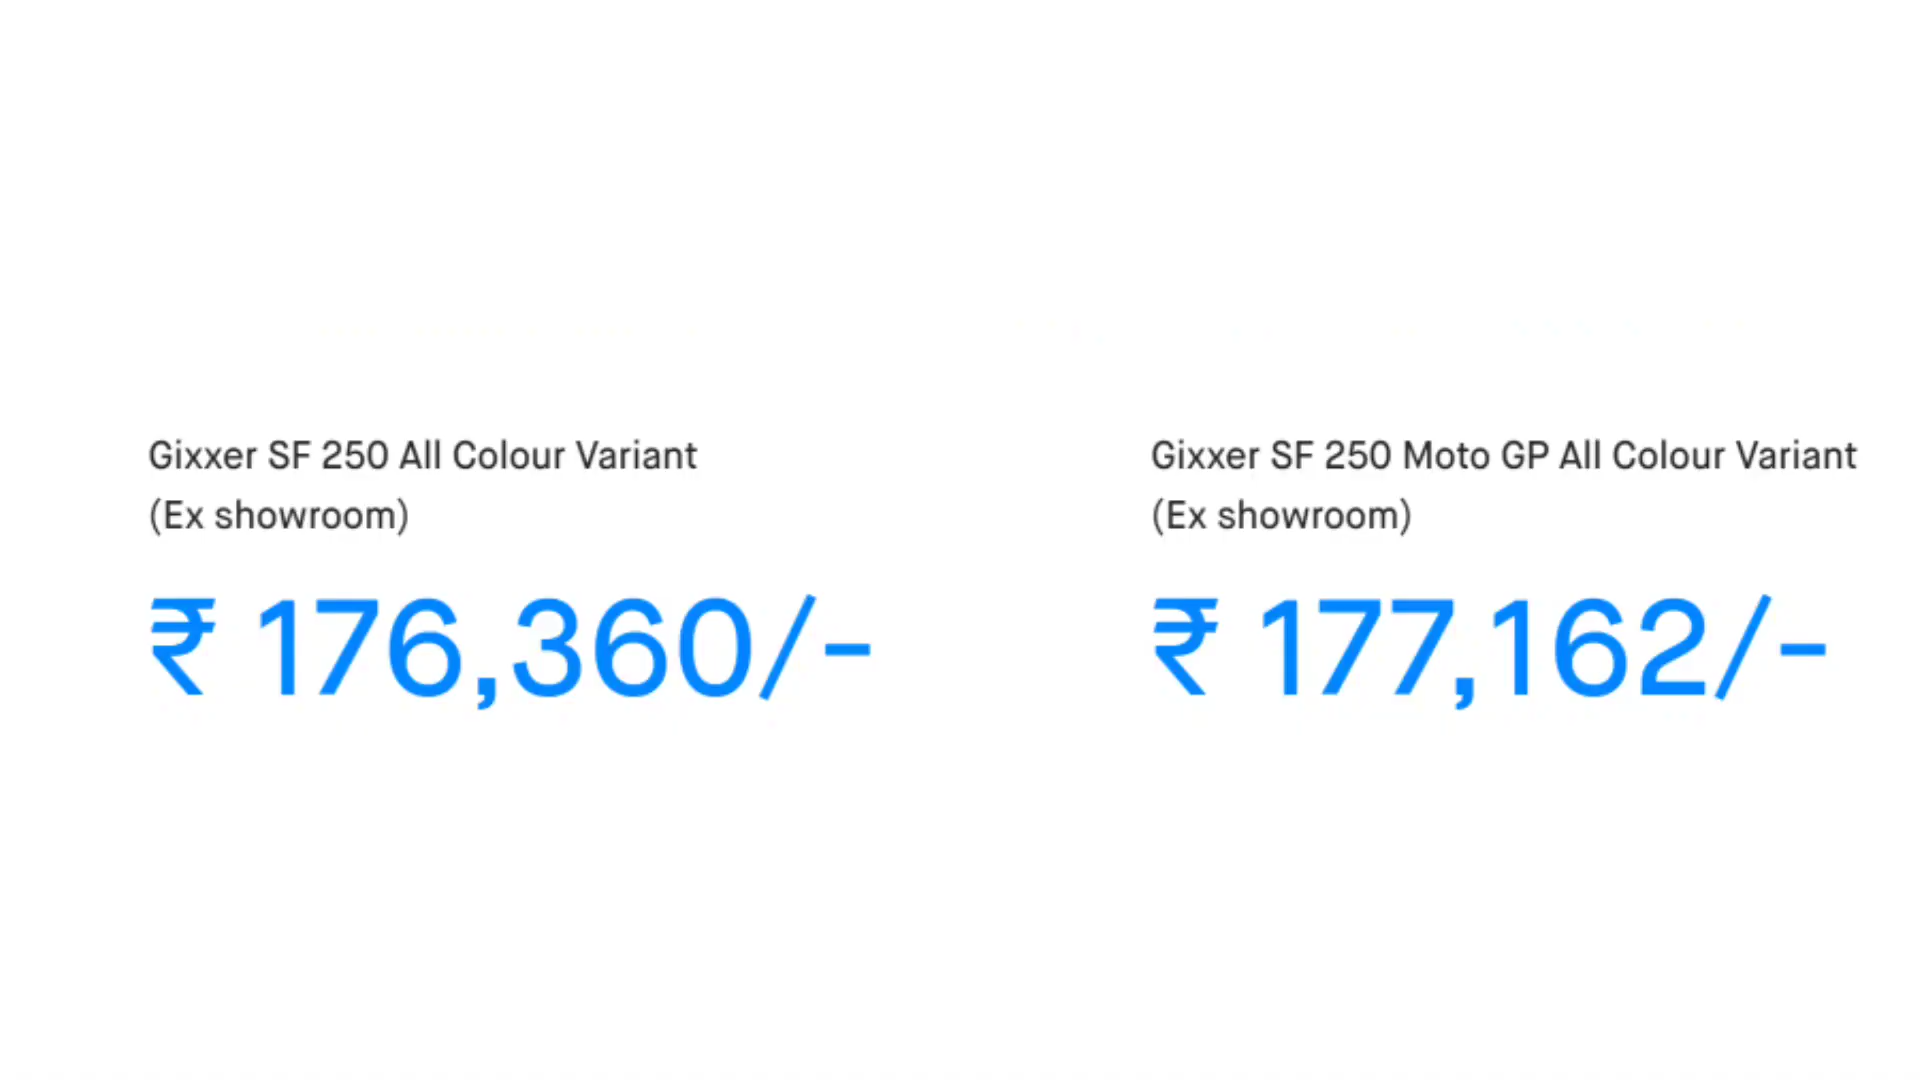 Gixxer SF 250 All Colour Variant
(Ex showroom)
₹ 176,360/-
Gixxer SF 250 Moto GP All Colour Variant
(Ex showroom)
₹ 177,162/-